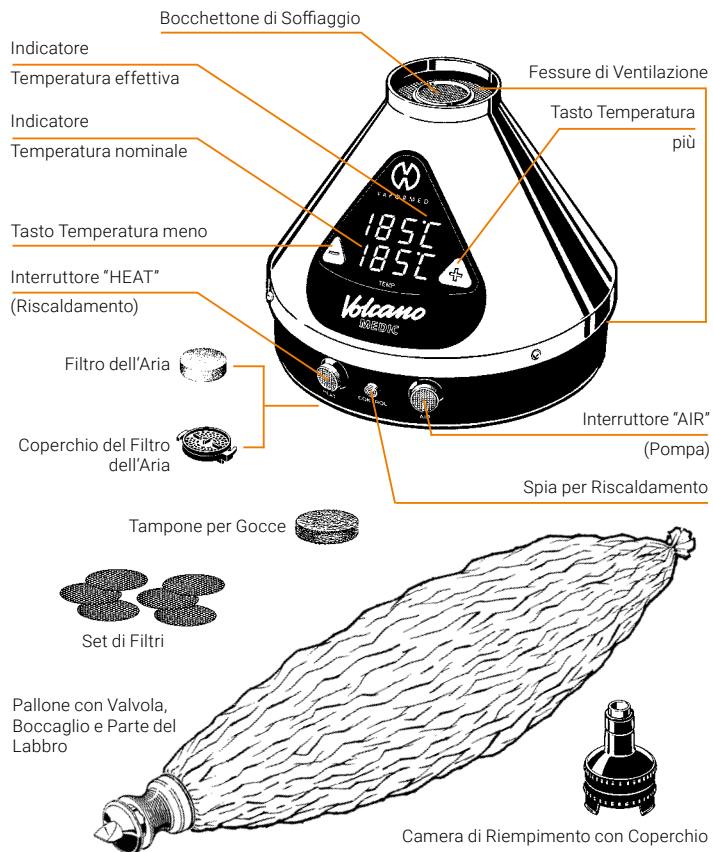 Bocchettone di Soffiaggio
Indicatore
Temperatura effettiva
Fessure di Ventilazione
Indicatore
Temperatura nominale
Tasto Temperatura
più
Tasto Temperatura meno
Interruttore “HEAT”
(Riscaldamento)
VAPORMED
185°C
185°C
TEMP
Volcano
MEDIC
HEAT
CONTROL
AIR
Filtro dell’Aria
Coperchio del Filtro
dell’Aria
Interruttore “AIR”
(Pompa)
Spia per Riscaldamento
Tampone per Gocce
Set di Filtri
Pallone con Valvola,
Boccaglio e Parte del
Labbro
Camera di Riempimento con Coperchio